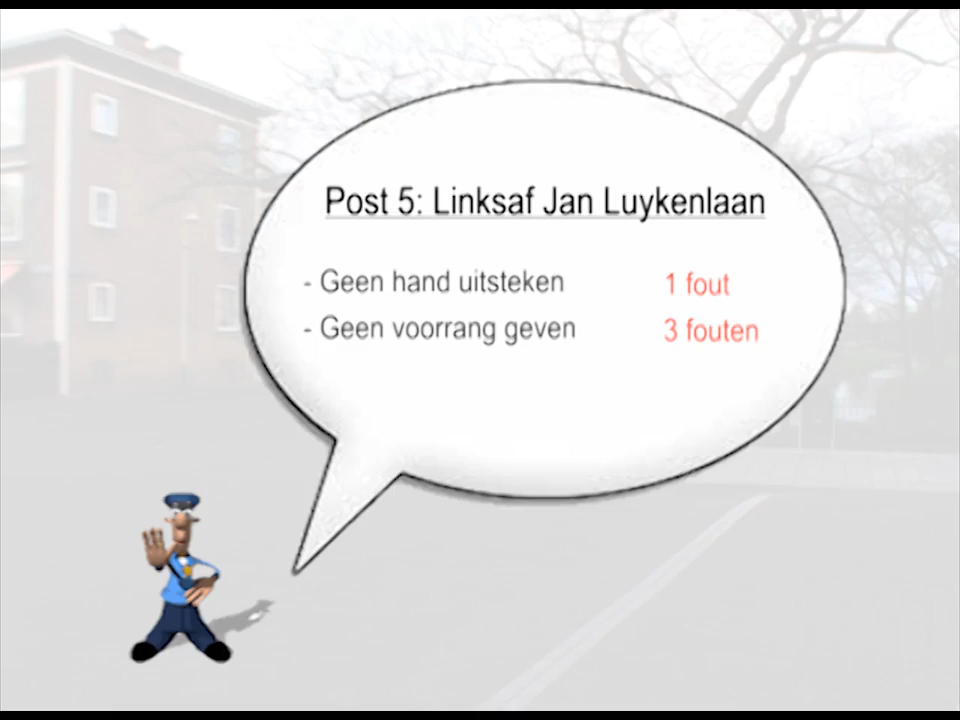 Post 5: Linksaf Jan Luykenlaan
- Geen hand uitsteken 1 fout
- Geen voorrang geven 3 fouten